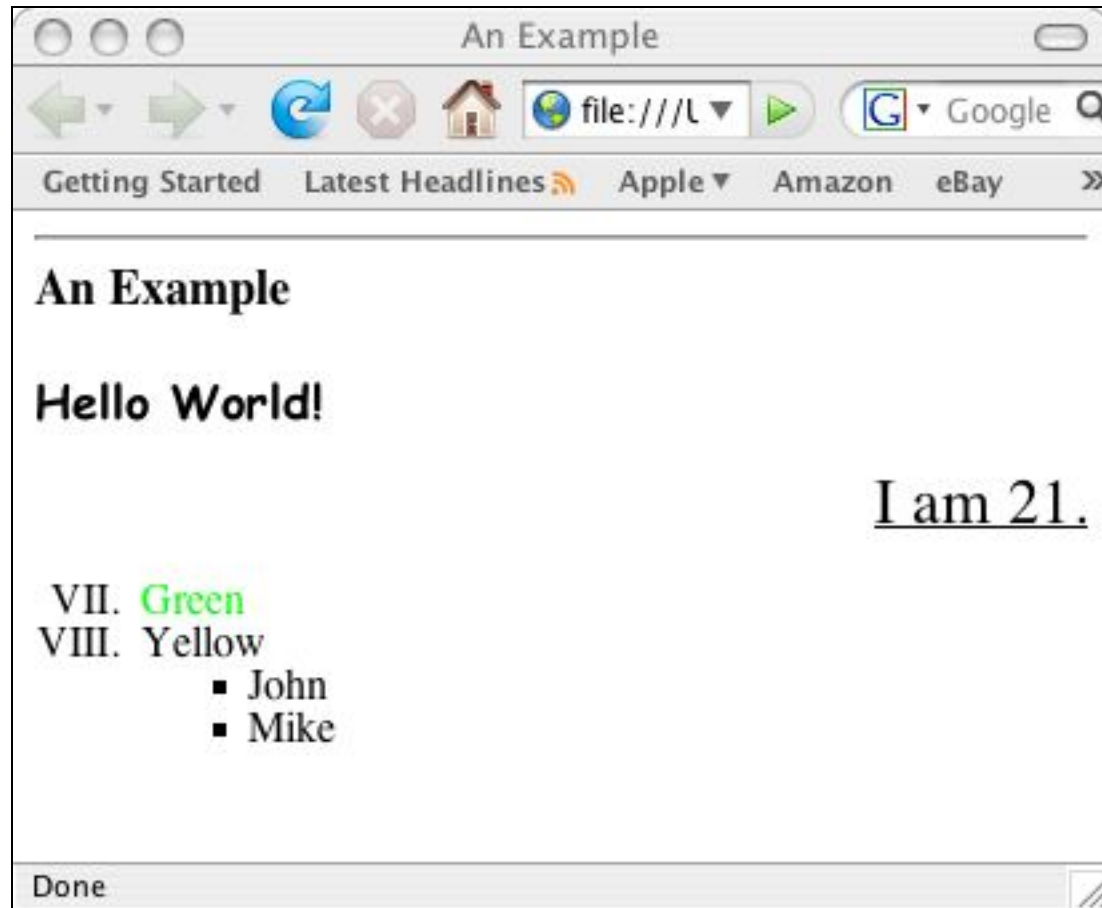 An Example
file:///L
G Google
Getting Started Latest Headlines Apple Amazon eBay »
An Example
Hello World!
I am 21.
VII. Green
VIII. Yellow
▪ John
▪ Mike
Done